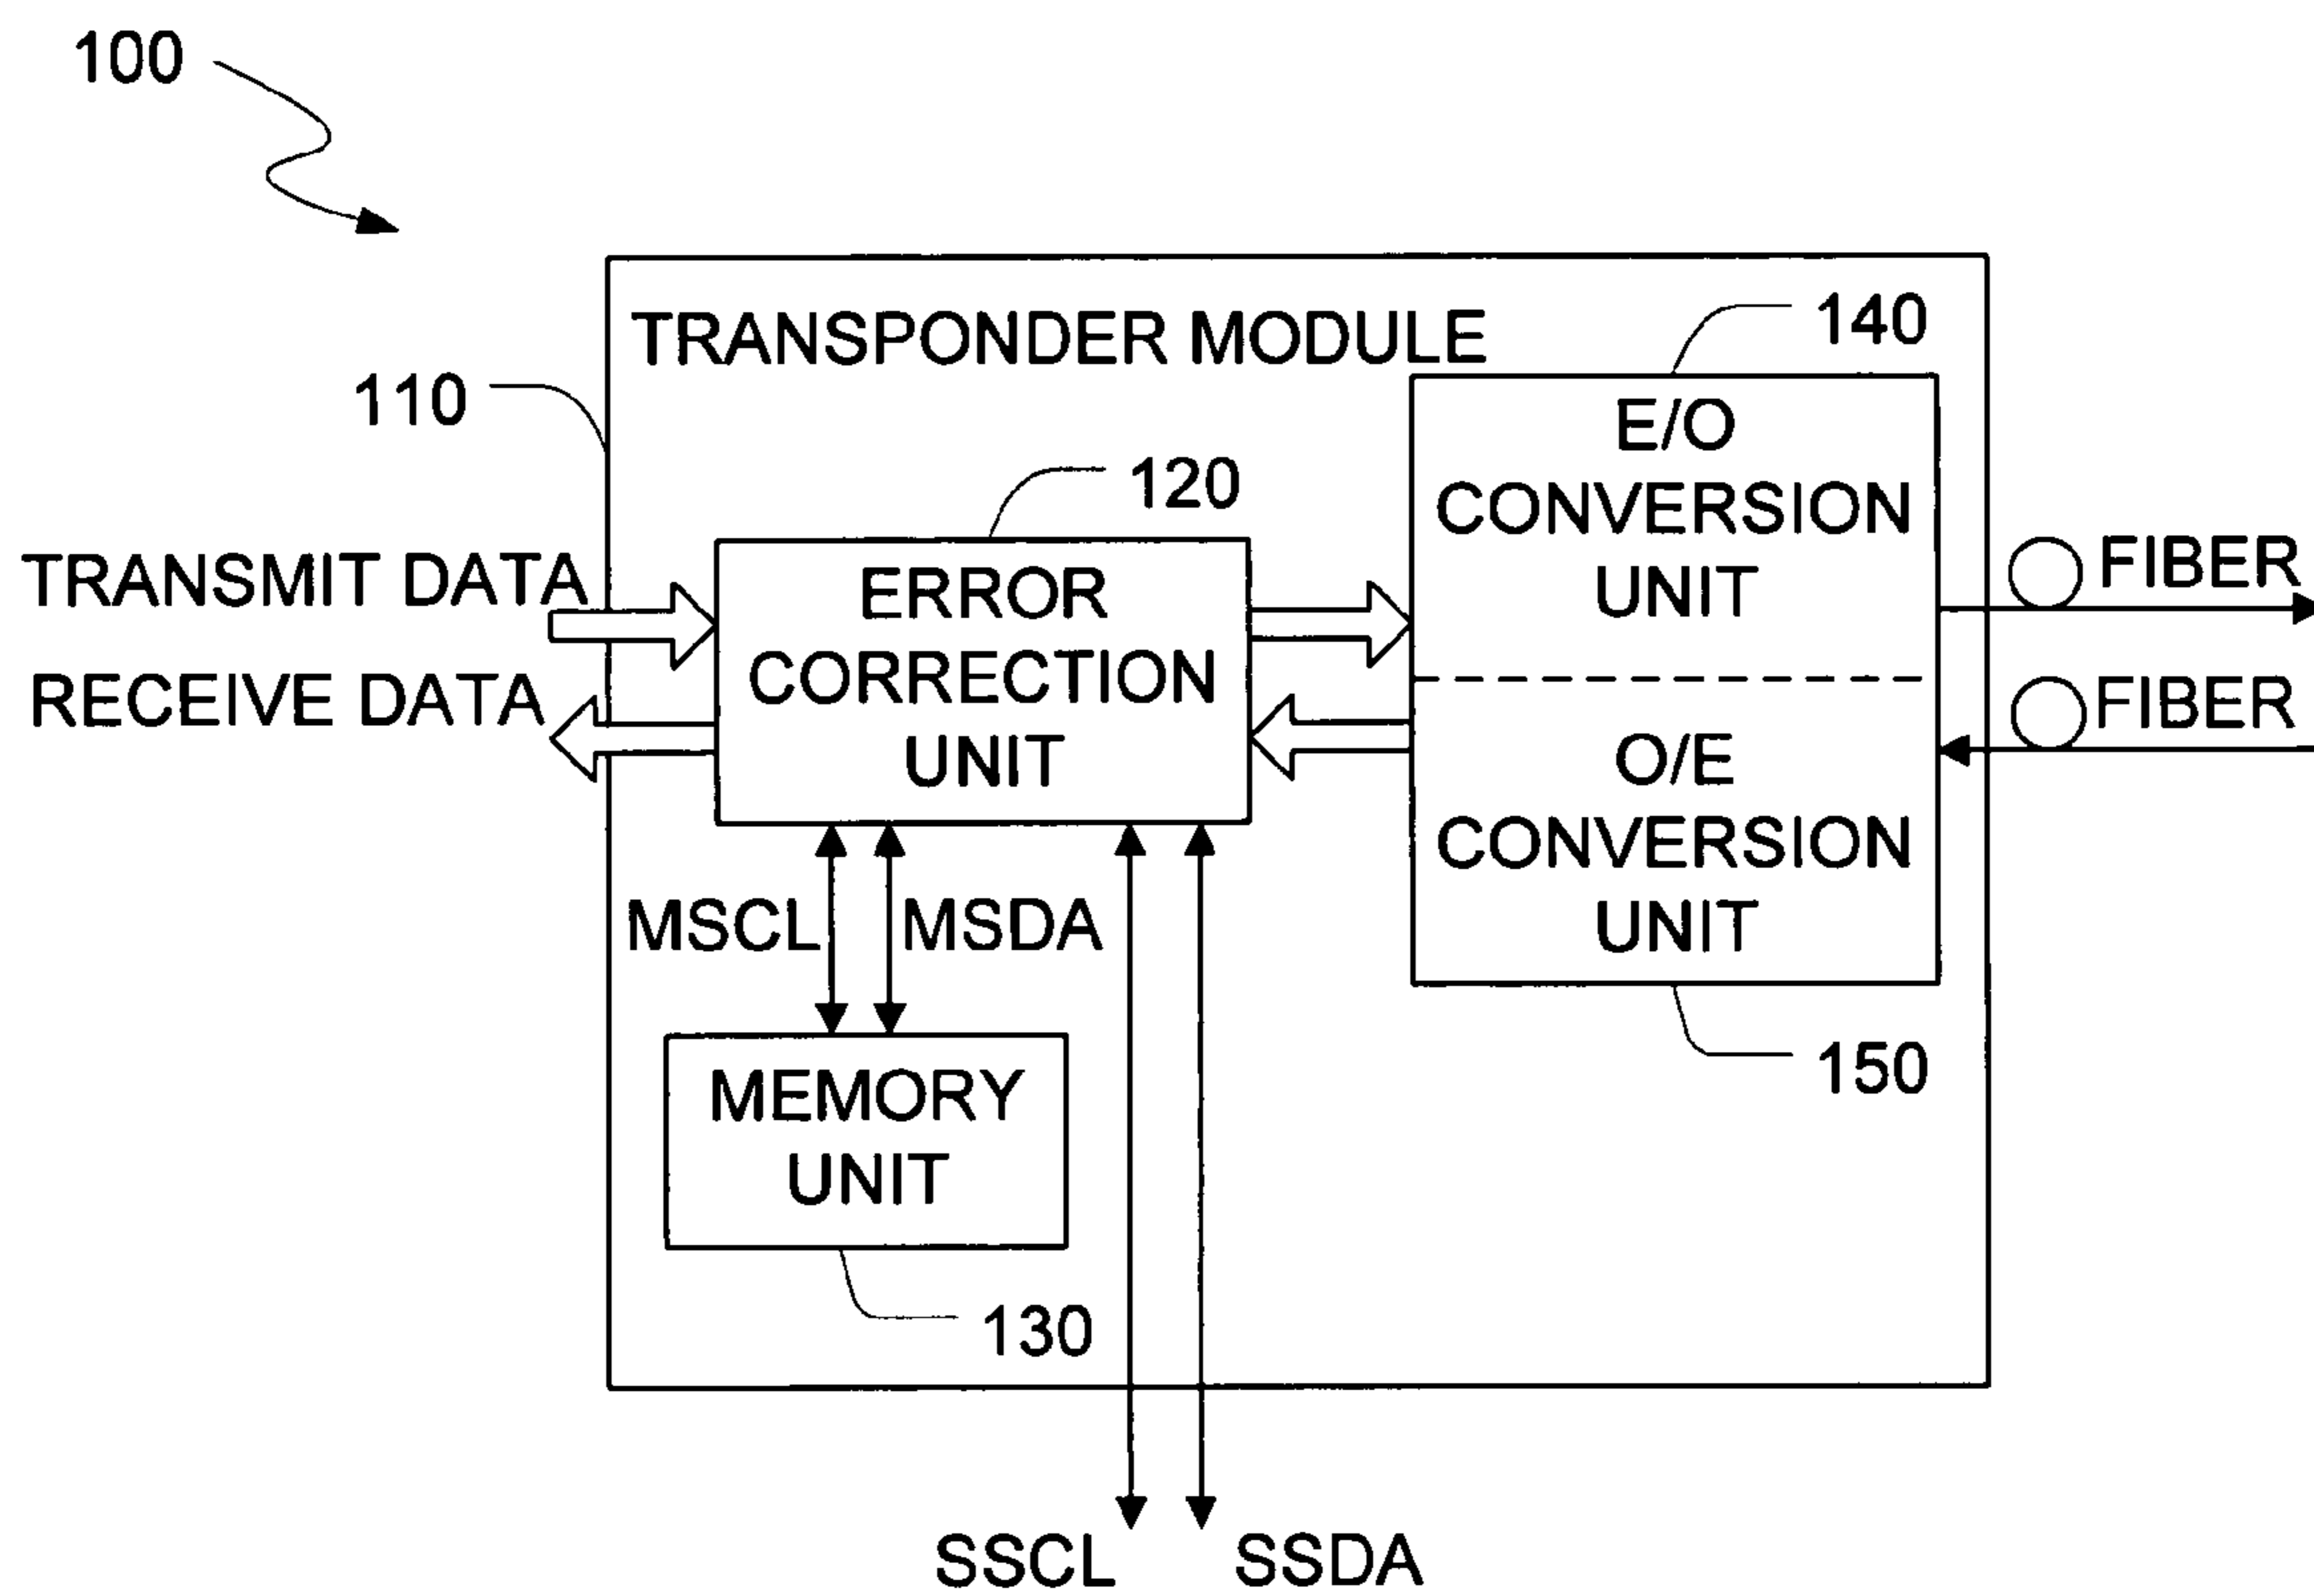 100
TRANSPONDER MODULE
140
110
E/O
CONVERSION
UNIT
120
TRANSMIT DATA
RECEIVE DATA
ERROR
CORRECTION
UNIT
FIBER
FIBER
O/E
CONVERSION
UNIT
MSCL
MSDA
150
MEMORY
UNIT
130
SSCL
SSDA